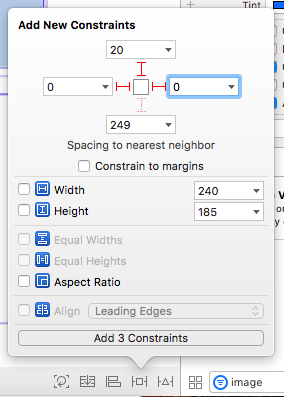 Tint
Add New Constraints
20
0
0
249
Spacing to nearest neighbor
Constrain to margins
Width
240
Height
185
Equal Widths
Equal Heights
Aspect Ratio
Align
Leading Edges
Add 3 Constraints
image